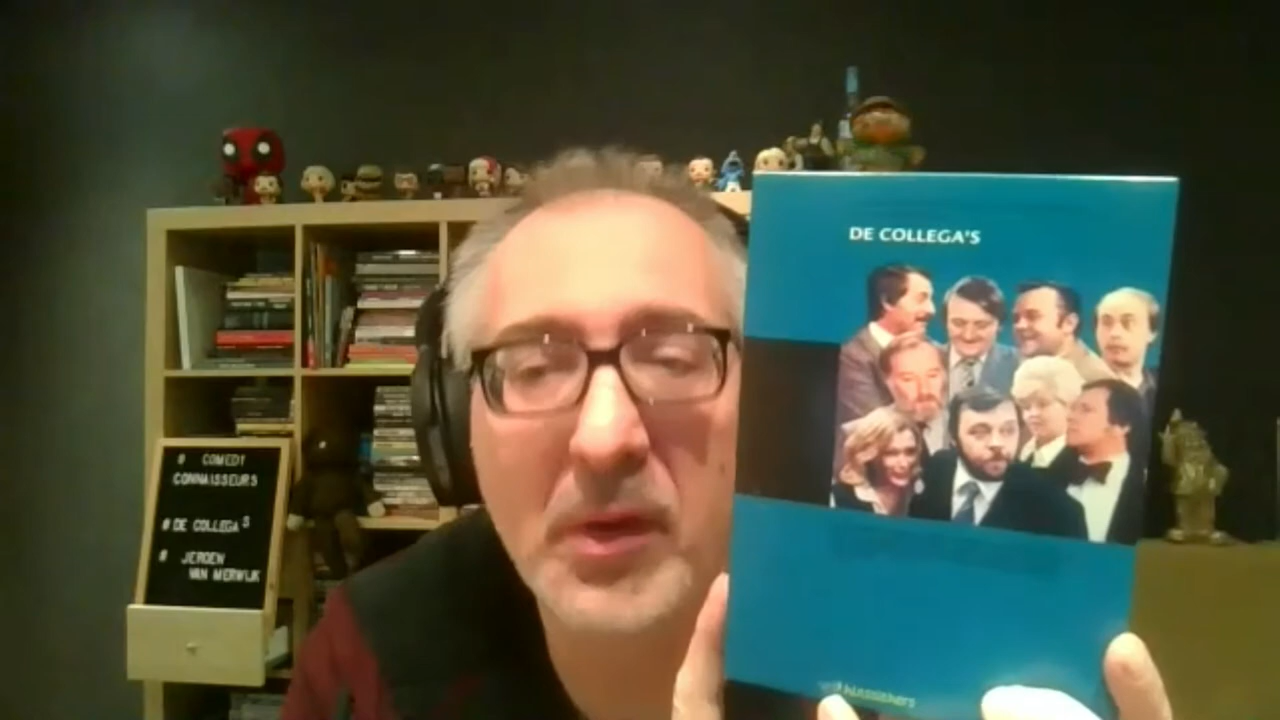 DE COLLEGA'S
# COMEDY
CONNAISSEURS
# DE COLLEGA'S
# JEROEN
VAN MERWIJK